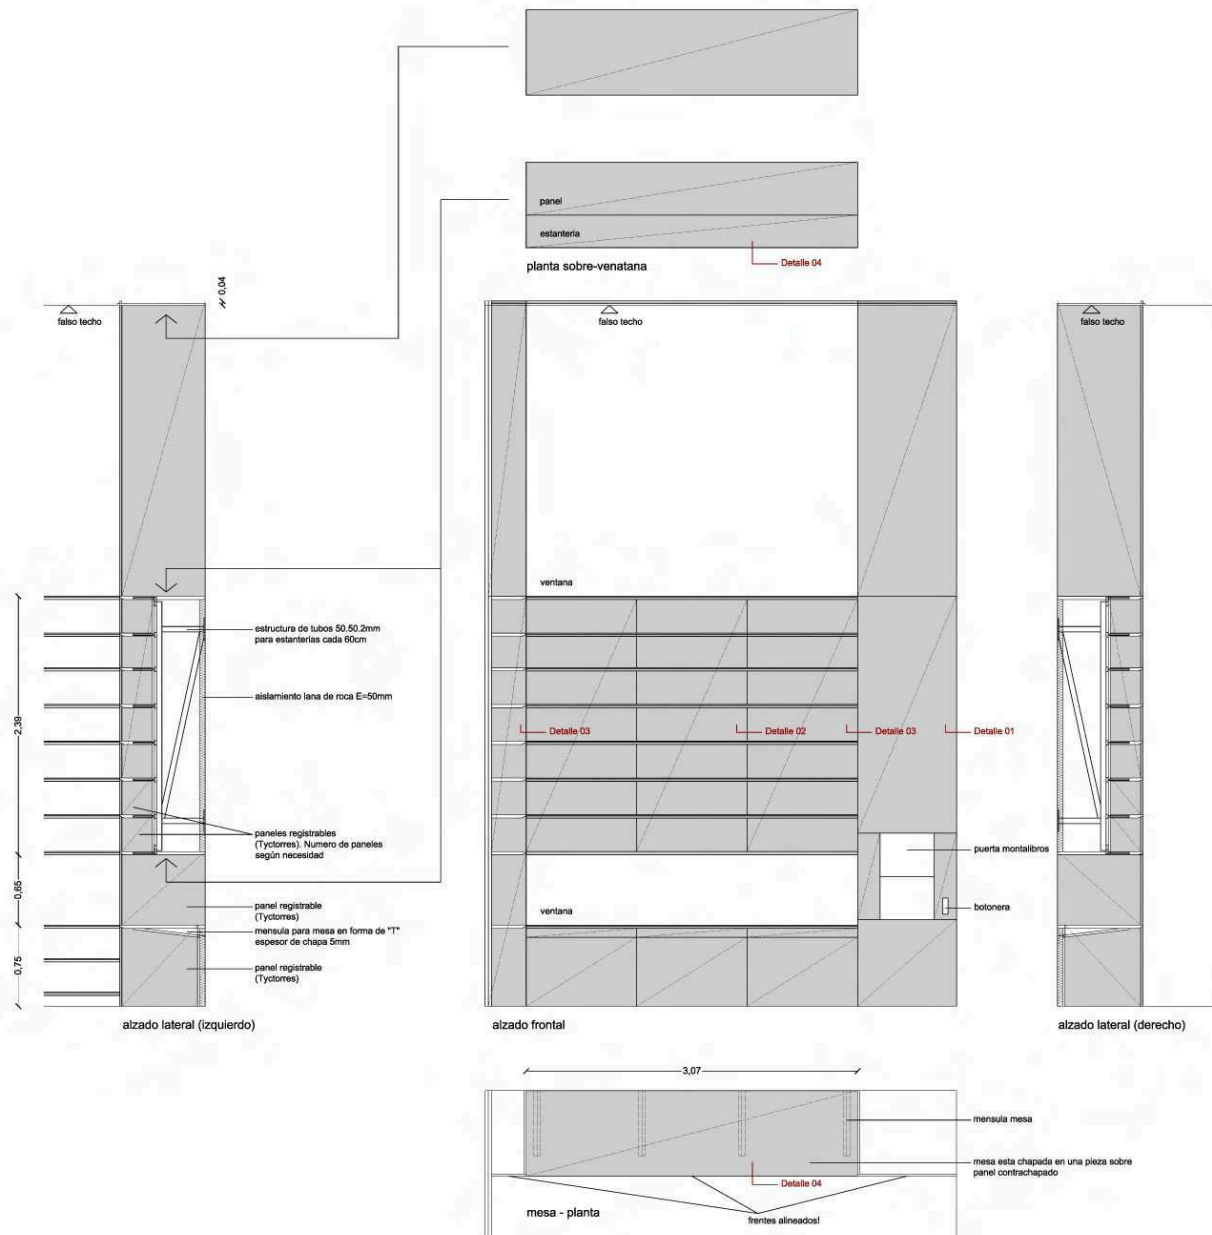 panel
estanteria
planta sobre-venatana
Detalle 04
0,04
falso techo
falso techo
falso techo
ventana
estructura de tubos 50.50.2mm
para estanterias cada 60cm
aislamiento lana de roca E=50mm
2,39
Detalle 03
Detalle 02
Detalle 03
Detalle 01
paneles registrables
(Tyctorres). Numero de paneles
según necesidad
puerta montalibros
0,65
panel registrable
(Tyctorres)
ventana
botonera
mensula para mesa en forma de "T"
espesor de chapa 5mm
0,75
panel registrable
(Tyctorres)
alzado lateral (izquierdo)
alzado frontal
alzado lateral (derecho)
3,07
mensula mesa
mesa esta chapada en una pieza sobre
panel contrachapado
Detalle 04
mesa - planta
frentes alineados!